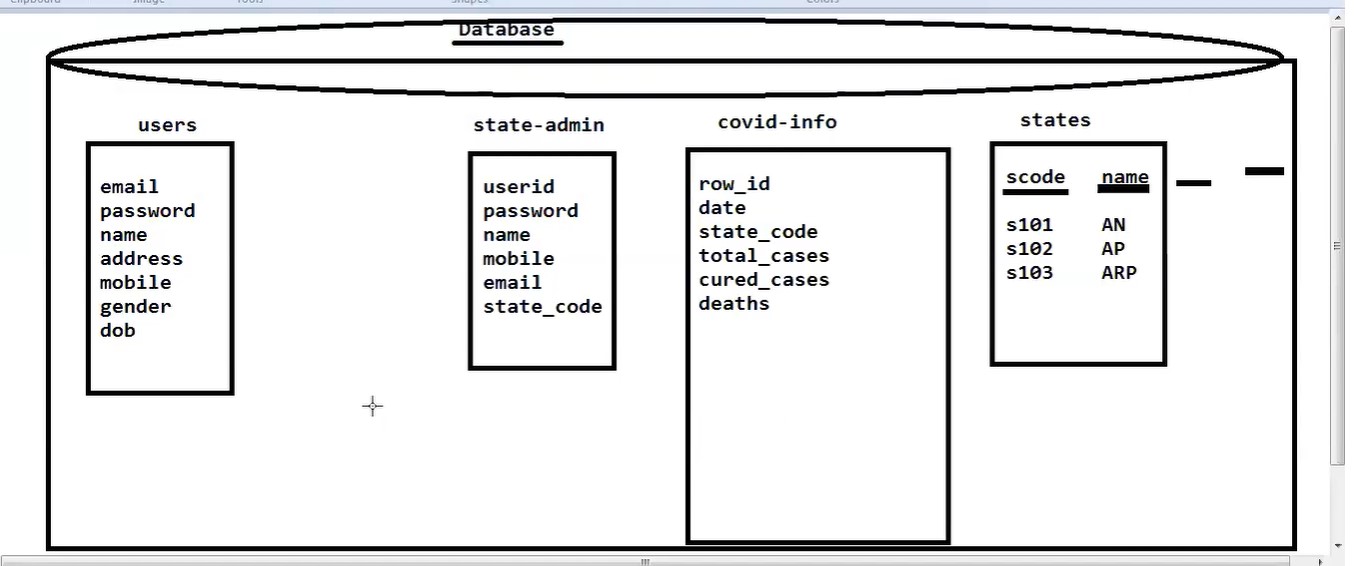 Clipboard
Image
Tools
Shapes
Colors
Database
users
email
password
name
address
mobile
gender
dob
state-admin
userid
password
name
mobile
email
state_code
covid-info
row_id
date
state_code
total_cases
cured_cases
deaths
states
scode name
s101 AN
s102 AP
s103 ARP